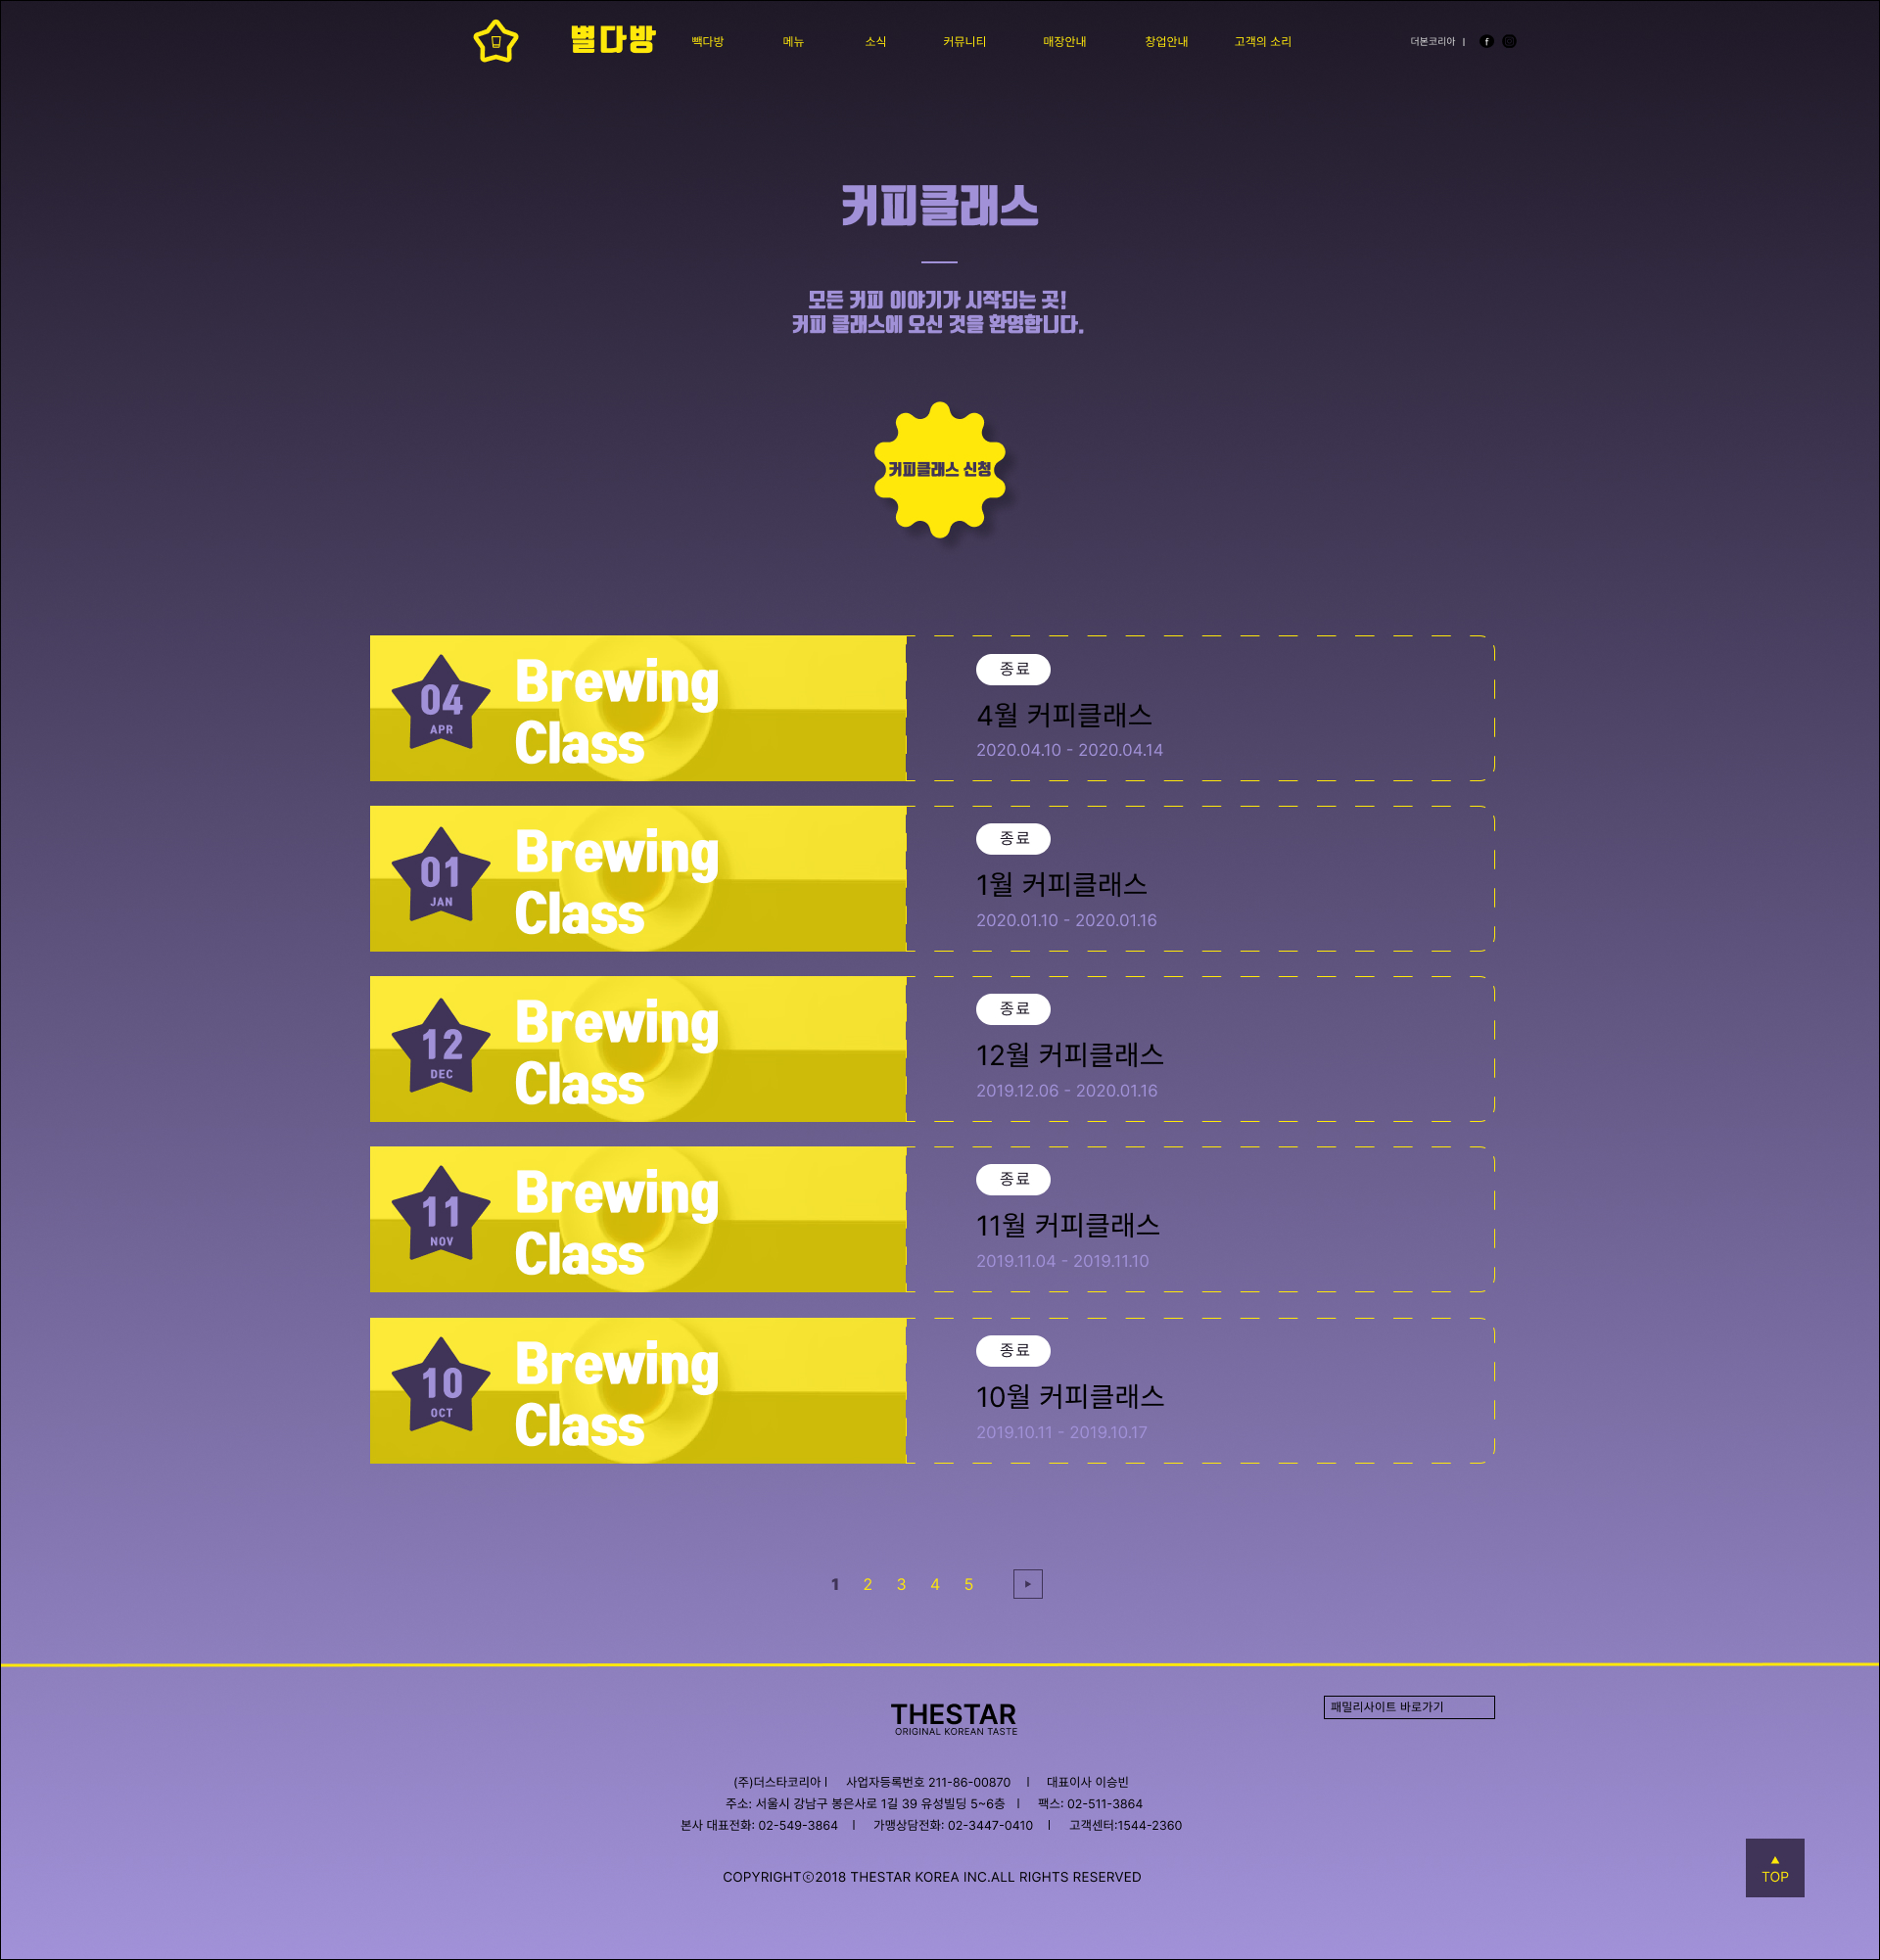 별다방
빽다방 메뉴 소식 커뮤니티 매장안내 창업안내 고객의 소리
더본코리아 |
커피클래스
모든 커피 이야기가 시작되는 곳!
커피 클래스에 오신 것을 환영합니다.
커피클래스 신청
04
APR
Brewing
Class
종료
4월 커피클래스
2020.04.10 - 2020.04.14
01
JAN
Brewing
Class
종료
1월 커피클래스
2020.01.10 - 2020.01.16
12
DEC
Brewing
Class
종료
12월 커피클래스
2019.12.06 - 2020.01.16
11
NOV
Brewing
Class
종료
11월 커피클래스
2019.11.04 - 2019.11.10
10
OCT
Brewing
Class
종료
10월 커피클래스
2019.10.11 - 2019.10.17
1 2 3 4 5
THESTAR
ORIGINAL KOREAN TASTE
패밀리사이트 바로가기
(주)더스타코리아 | 사업자등록번호 211-86-00870 | 대표이사 이승빈
주소: 서울시 강남구 봉은사로 1길 39 유성빌딩 5~6층 | 팩스: 02-511-3864
본사 대표전화: 02-549-3864 | 가맹상담전화: 02-3447-0410 | 고객센터:1544-2360
COPYRIGHTⓒ2018 THESTAR KOREA INC.ALL RIGHTS RESERVED
TOP